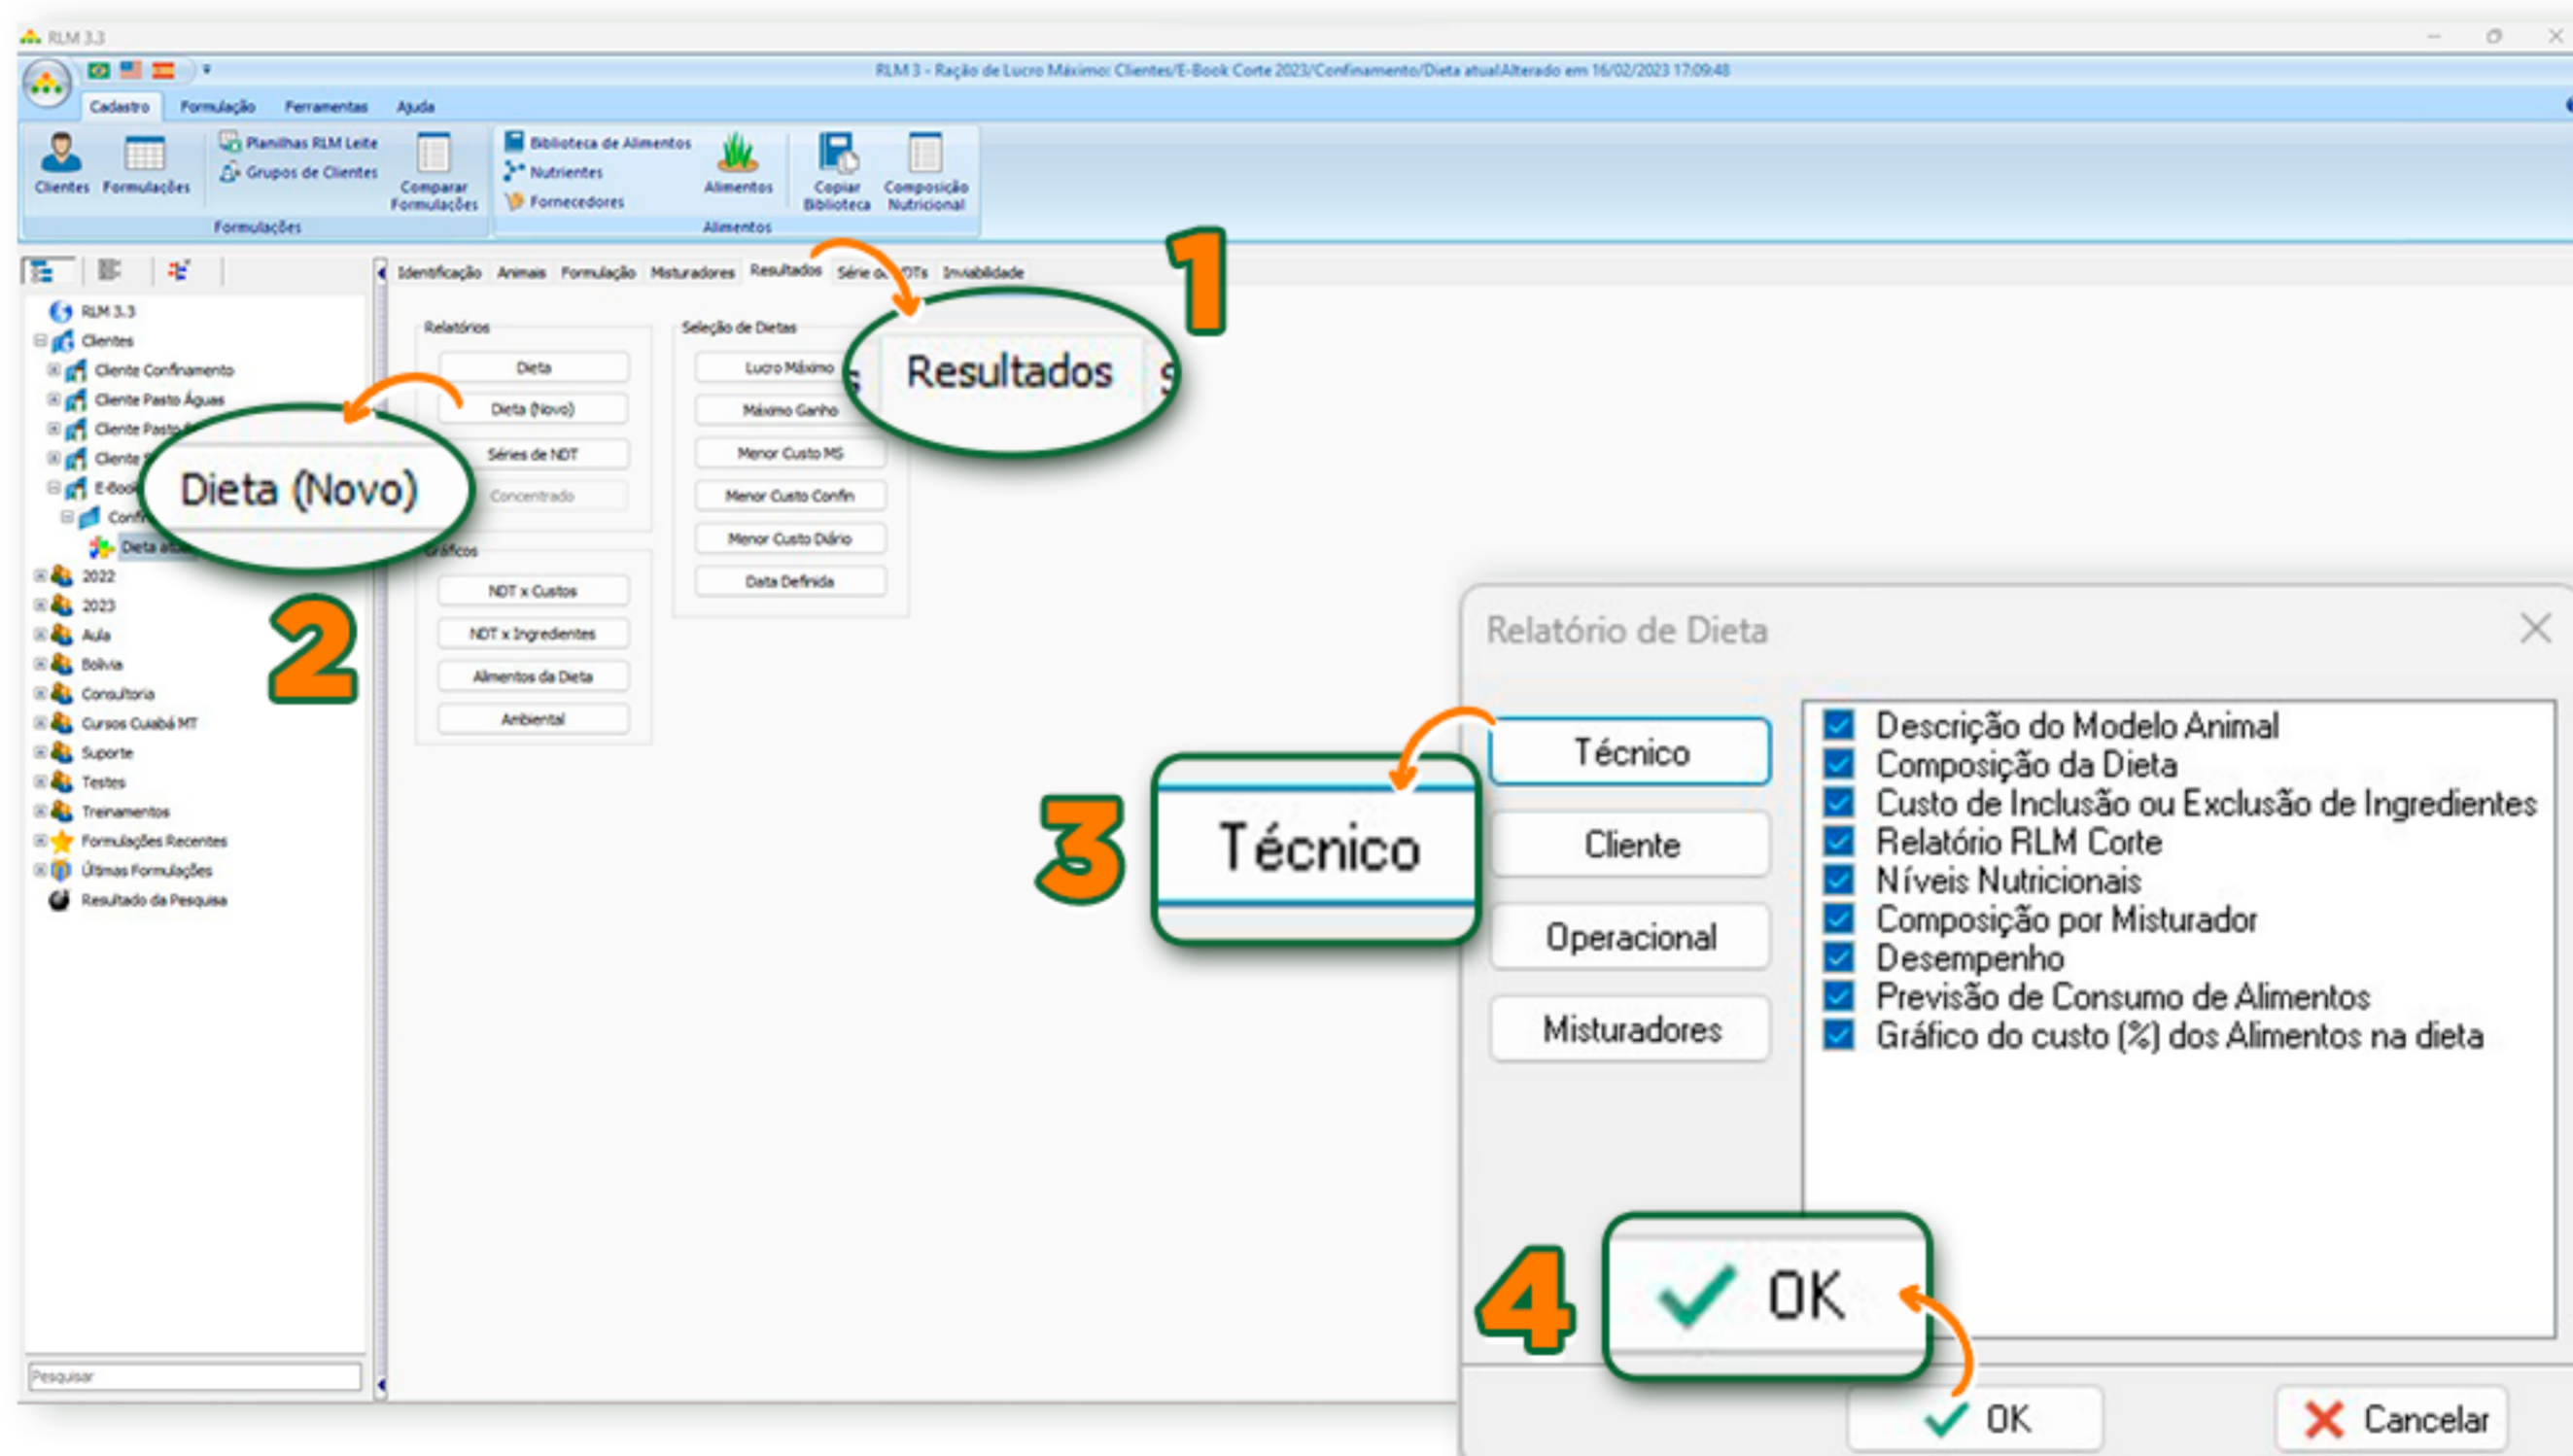 RLM 3.3
RLM 3 - Ração de Lucro Máximo: Clientes/E-Book Corte 2023/Confinamento/Dieta atual Alterado em 16/02/2023 17:09:48
Cadastro Formulação Ferramentas Ajuda
Clientes
Formulações
Planilhas RLM Leite
Grupos de Clientes
Comparar
Formulações
Formulações
Biblioteca de Alimentos
Nutrientes
Fornecedores
Alimentos
Copiar
Biblioteca
Composição
Nutricional
Alimentos
1
Identificação Animais Formulação Misturadores Resultados Série DTs Inviabilidade
Resultados
RLM 3.3
Clientes
Cliente Confinamento
Cliente Pasto Águas
Cliente Pasto
Cliente
E-Book
Dieta
2022
2023
Aula
Bolivia
Consultoria
Cursos Cuiabá MT
Suporte
Testes
Treinamentos
Formulações Recentes
Últimas Formulações
Resultado da Pesquisa
Pesquisar
Dieta (Novo)
2
Relatórios
Dieta
Dieta (Novo)
Séries de NDT
Concentrado
Gráficos
NDT x Custos
NDT x Ingredientes
Alimentos da Dieta
Ambiental
Seleção de Dietas
Lucro Máximo
Máximo Ganho
Menor Custo MS
Menor Custo Confin
Menor Custo Diário
Data Definida
Relatório de Dieta
Técnico
Cliente
Operacional
Misturadores
3
Técnico
Descrição do Modelo Animal
Composição da Dieta
Custo de Inclusão ou Exclusão de Ingredientes
Relatório RLM Corte
Níveis Nutricionais
Composição por Misturador
Desempenho
Previsão de Consumo de Alimentos
Gráfico do custo (%) dos Alimentos na dieta
4
OK
OK Cancelar